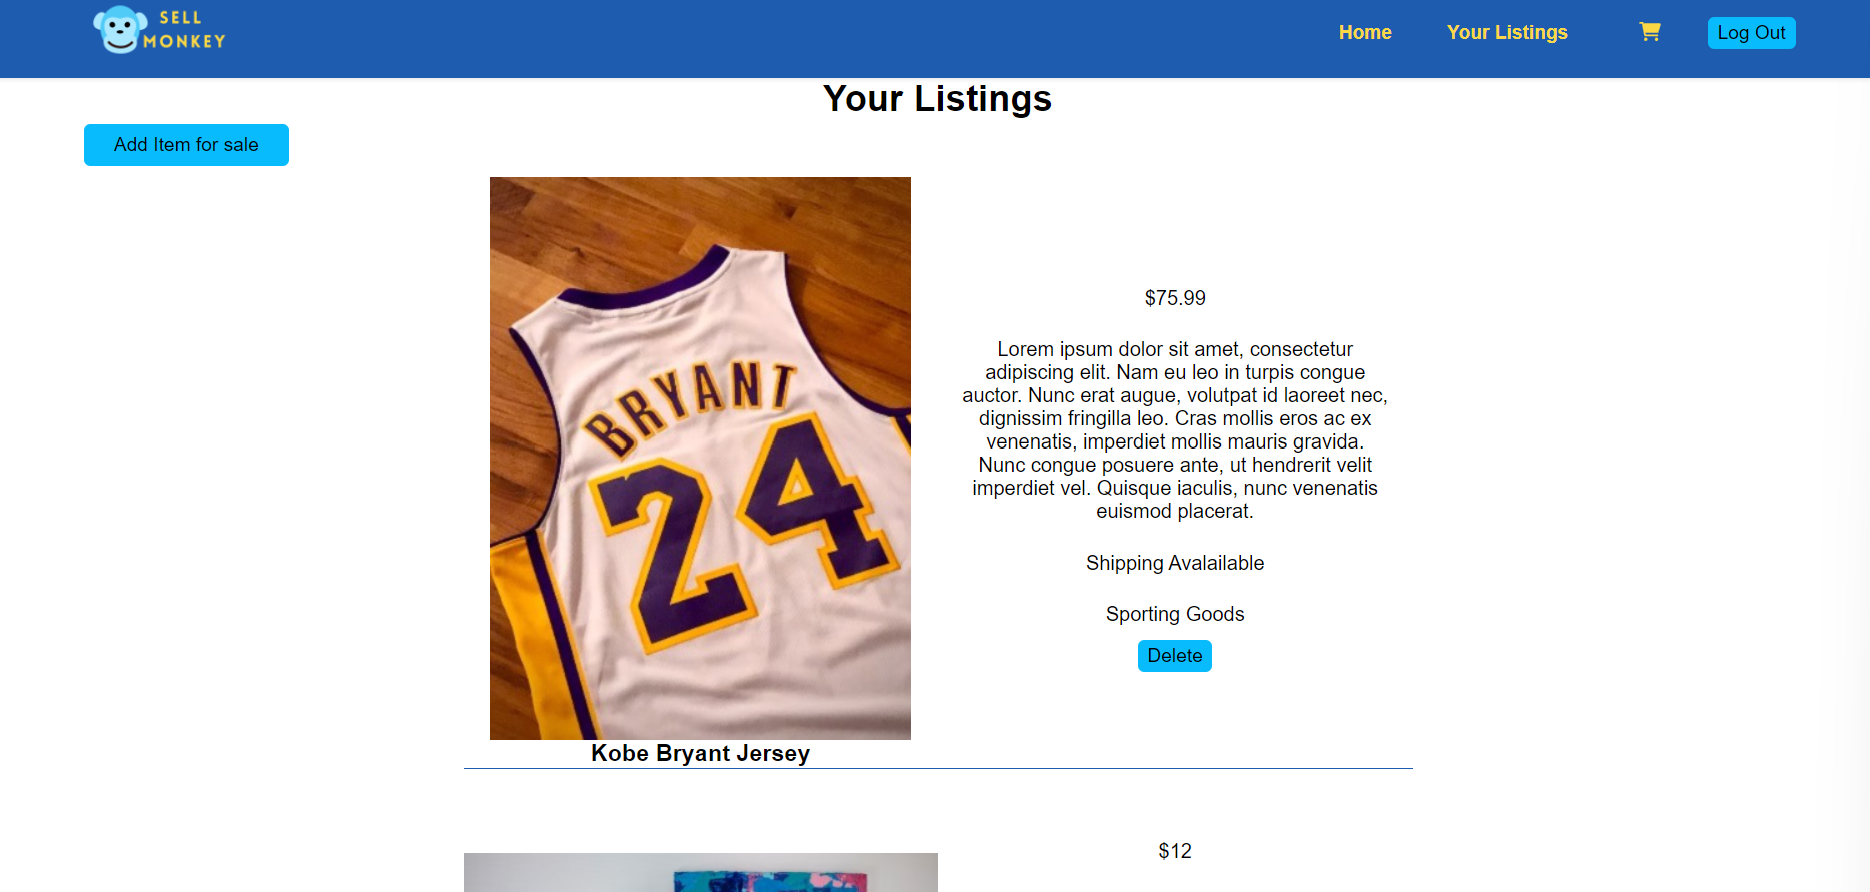 SELL
MONKEY
Home
Your Listings
Log Out
Your Listings
Add Item for sale
BRYANT
24
Kobe Bryant Jersey
$75.99
Lorem ipsum dolor sit amet, consectetur
adipiscing elit. Nam eu leo in turpis congue
auctor. Nunc erat augue, volutpat id laoreet nec,
dignissim fringilla leo. Cras mollis eros ac ex
venenatis, imperdiet mollis mauris gravida.
Nunc congue posuere ante, ut hendrerit velit
imperdiet vel. Quisque iaculis, nunc venenatis
euismod placerat.
Shipping Avalailable
Sporting Goods
Delete
$12